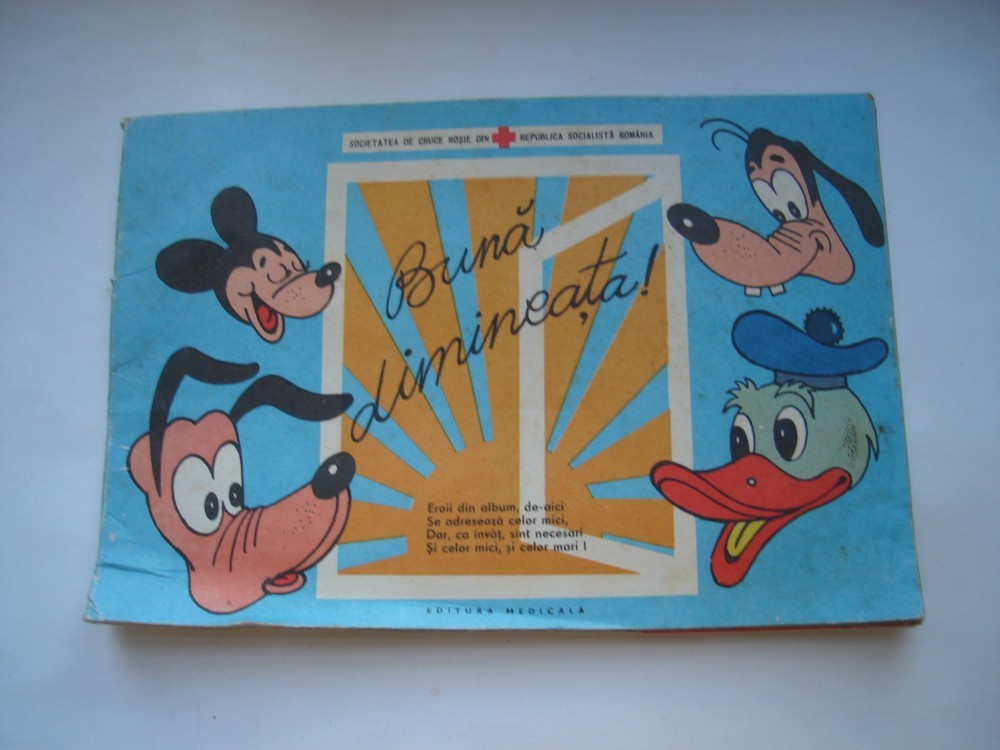 SOCIETATEA DE CRUCE ROȘIE DIN REPUBLICA SOCIALISTĂ ROMÂNIA
Bună
dimineața!
Eroii din album, de-aici
Se adresează celor mici,
Dar, ca învăț, sînt necesari
Și celor mici, și celor mari !
EDITURA MEDICALĂ